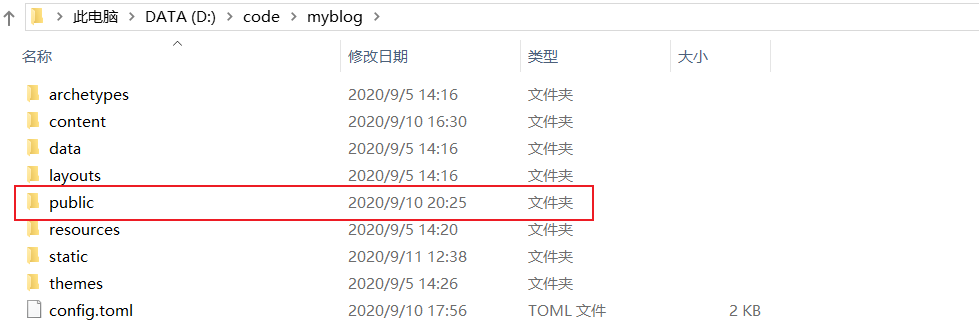 此电脑 > DATA (D:) > code > myblog >
名称 修改日期 类型 大小
archetypes 2020/9/5 14:16 文件夹
content 2020/9/10 16:30 文件夹
data 2020/9/5 14:16 文件夹
layouts 2020/9/5 14:16 文件夹
public 2020/9/10 20:25 文件夹
resources 2020/9/5 14:20 文件夹
static 2020/9/11 12:38 文件夹
themes 2020/9/5 14:26 文件夹
config.toml 2020/9/10 17:56 TOML 文件 2 KB